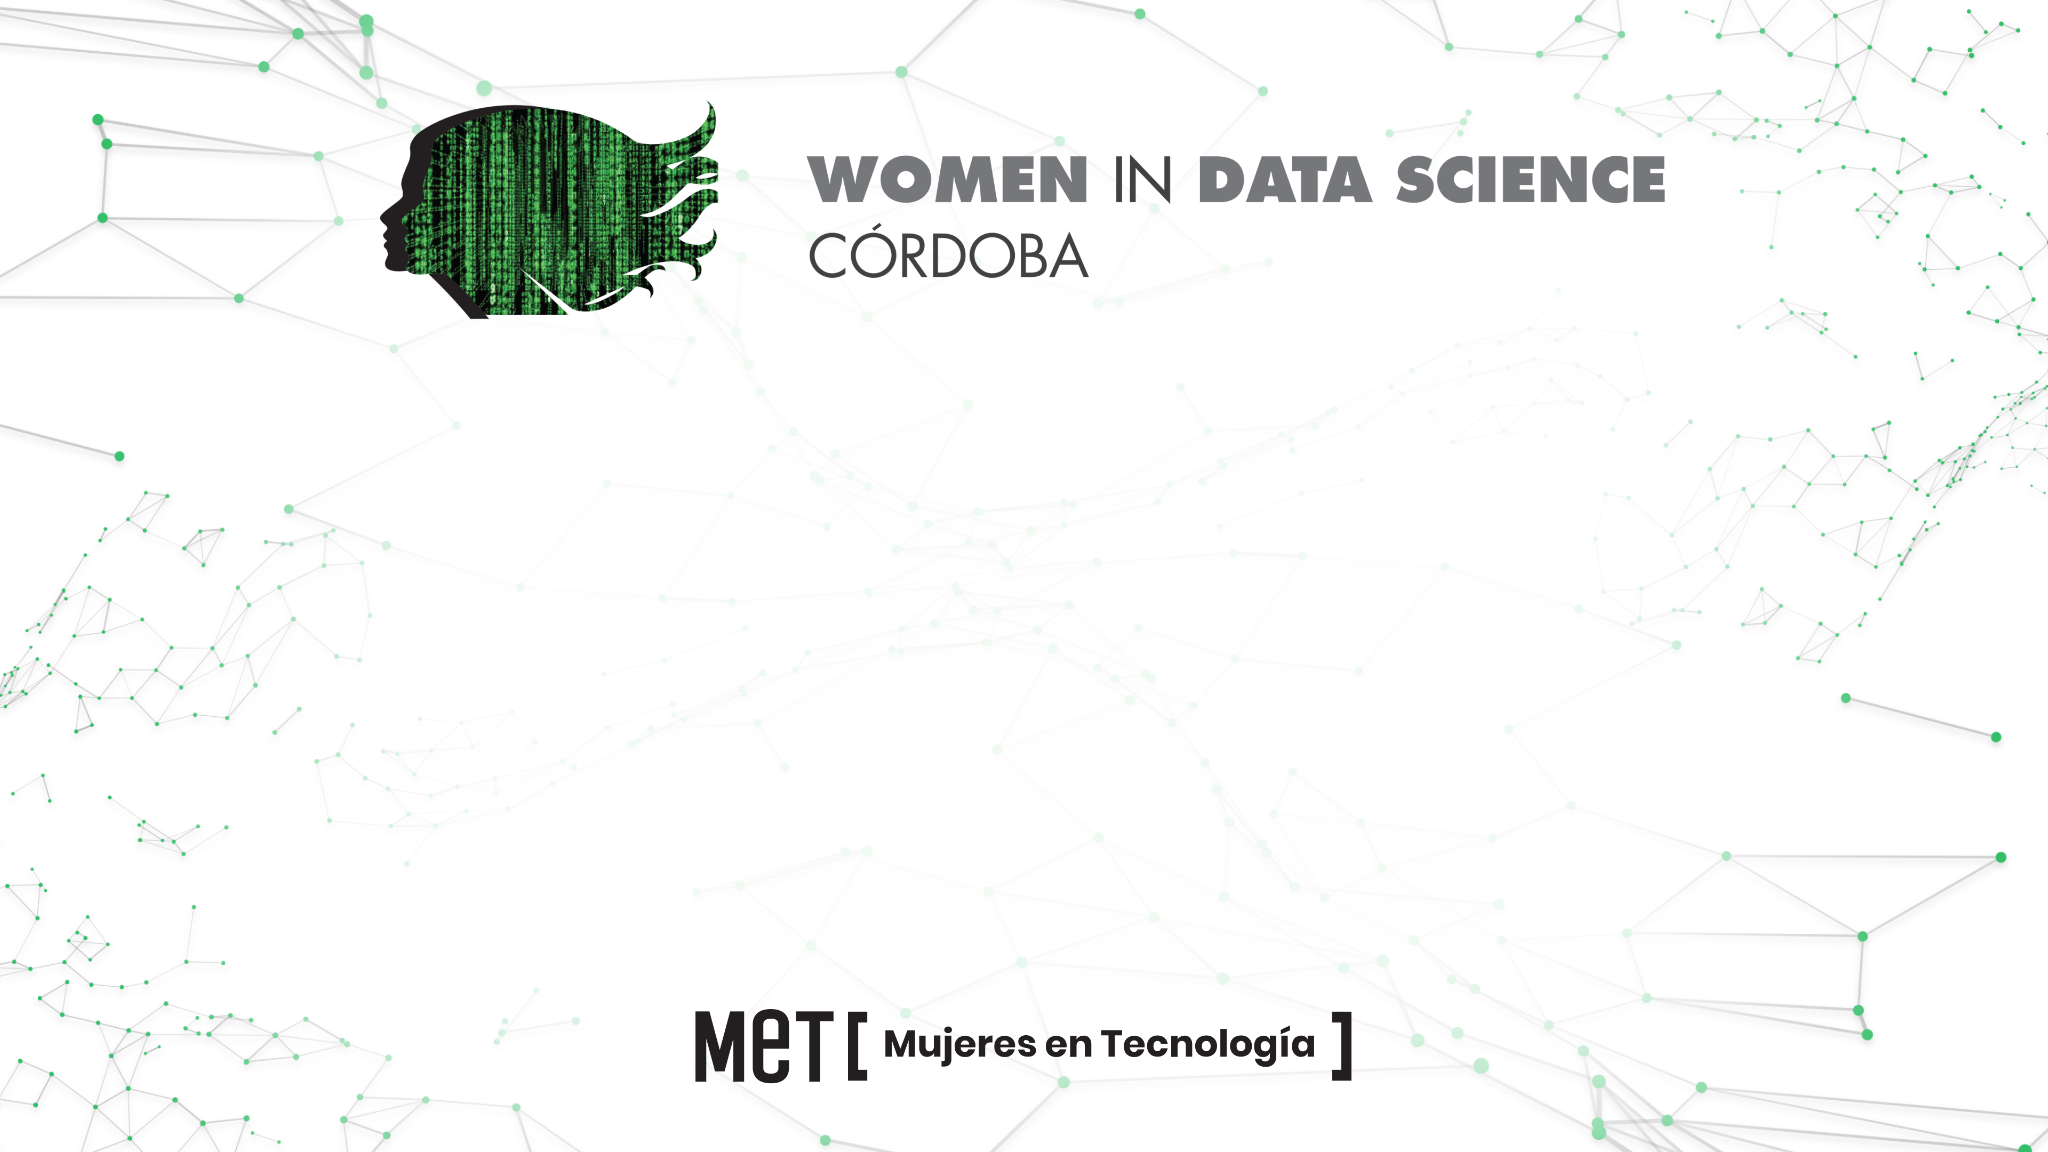 WOMEN IN DATA SCIENCE
CÓRDOBA
MeT [ Mujeres en Tecnología ]